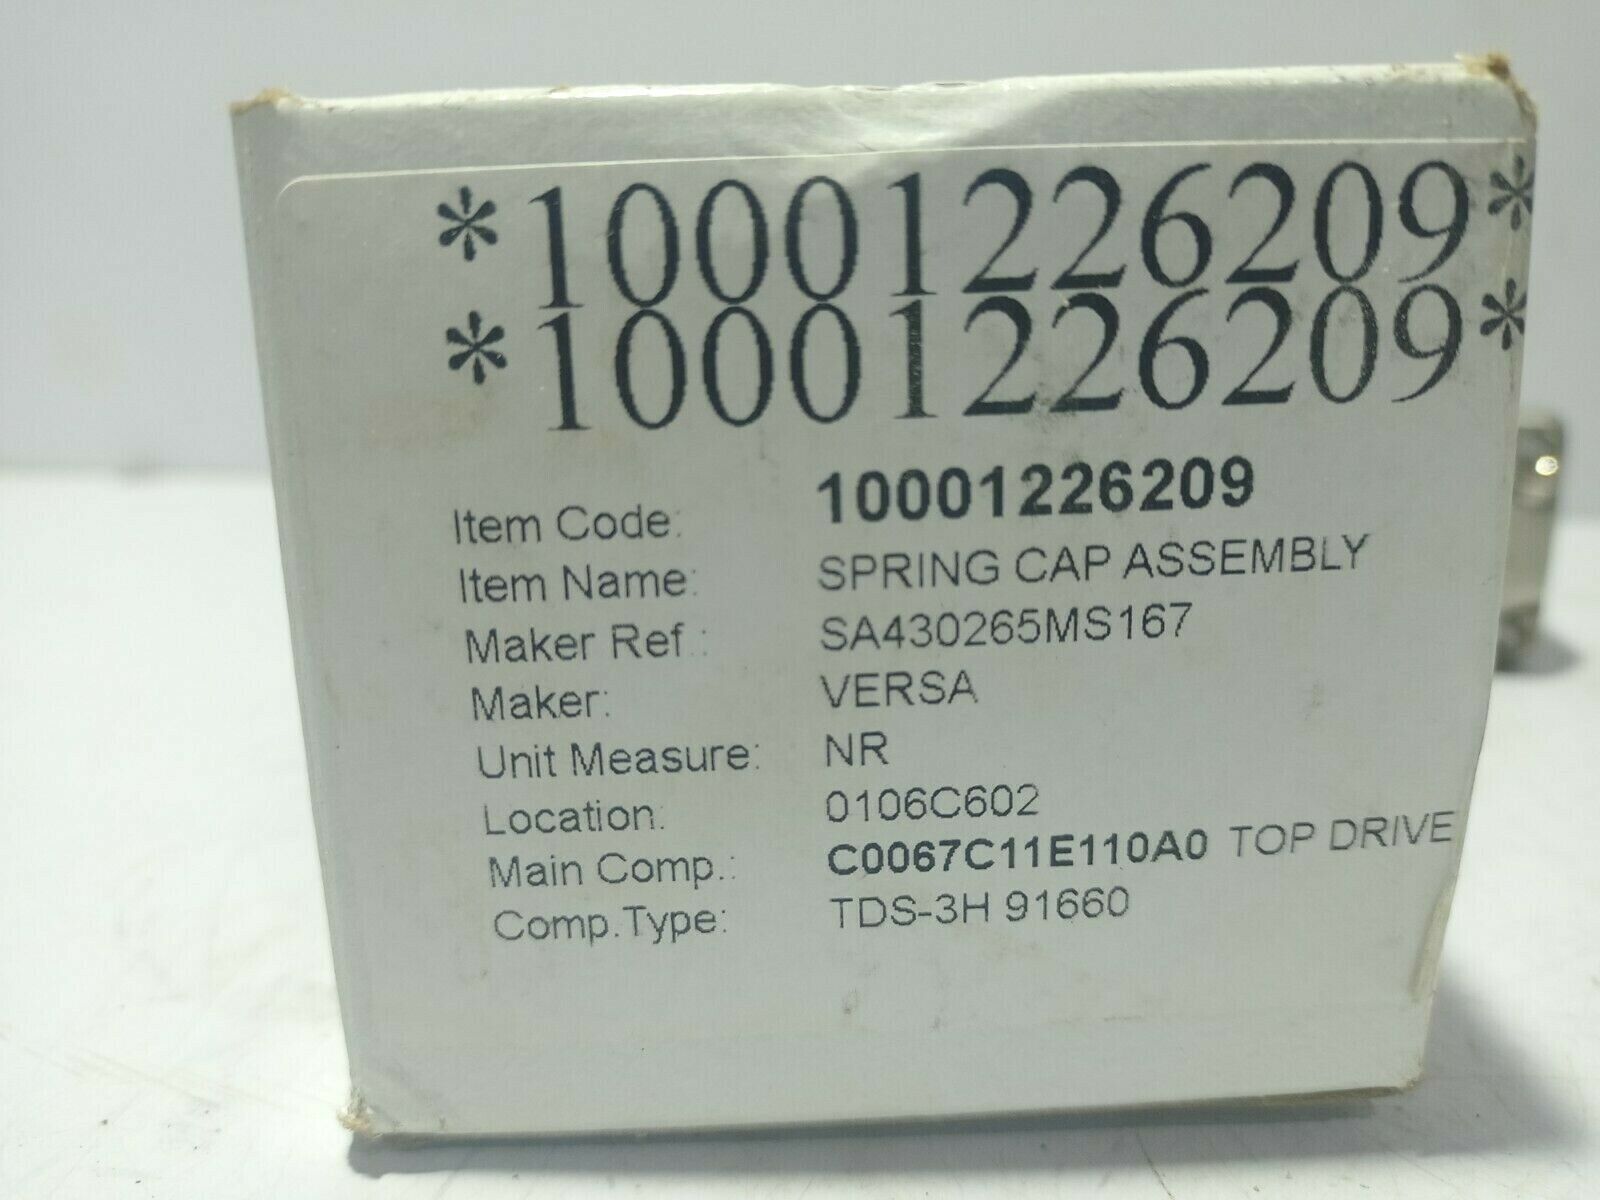 *10001226209*
*10001226209*
Item Code: 10001226209
Item Name: SPRING CAP ASSEMBLY
Maker Ref.: SA430265MS167
Maker: VERSA
Unit Measure: NR
Location: 0106C602
Main Comp.: C0067C11E110A0 TOP DRIVE
Comp.Type: TDS-3H 91660